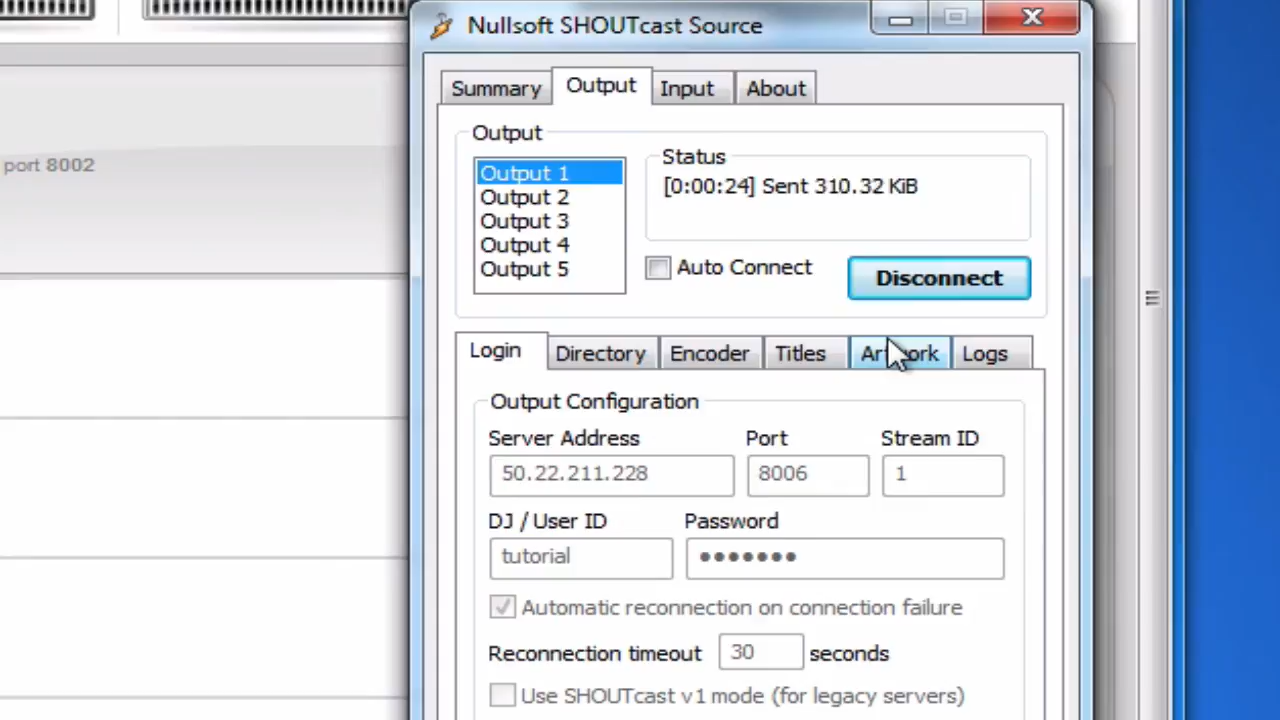 Nullsoft SHOUTcast Source
Summary Output Input About
port 8002
Output
Output 1
Output 2
Output 3
Output 4
Output 5
Status
[0:00:24] Sent 310.32 KiB
Auto Connect
Disconnect
Login Directory Encoder Titles Artwork Logs
Output Configuration
Server Address Port Stream ID
50.22.211.228 8006 1
DJ / User ID Password
tutorial •••••••
Automatic reconnection on connection failure
Reconnection timeout 30 seconds
Use SHOUTcast v1 mode (for legacy servers)